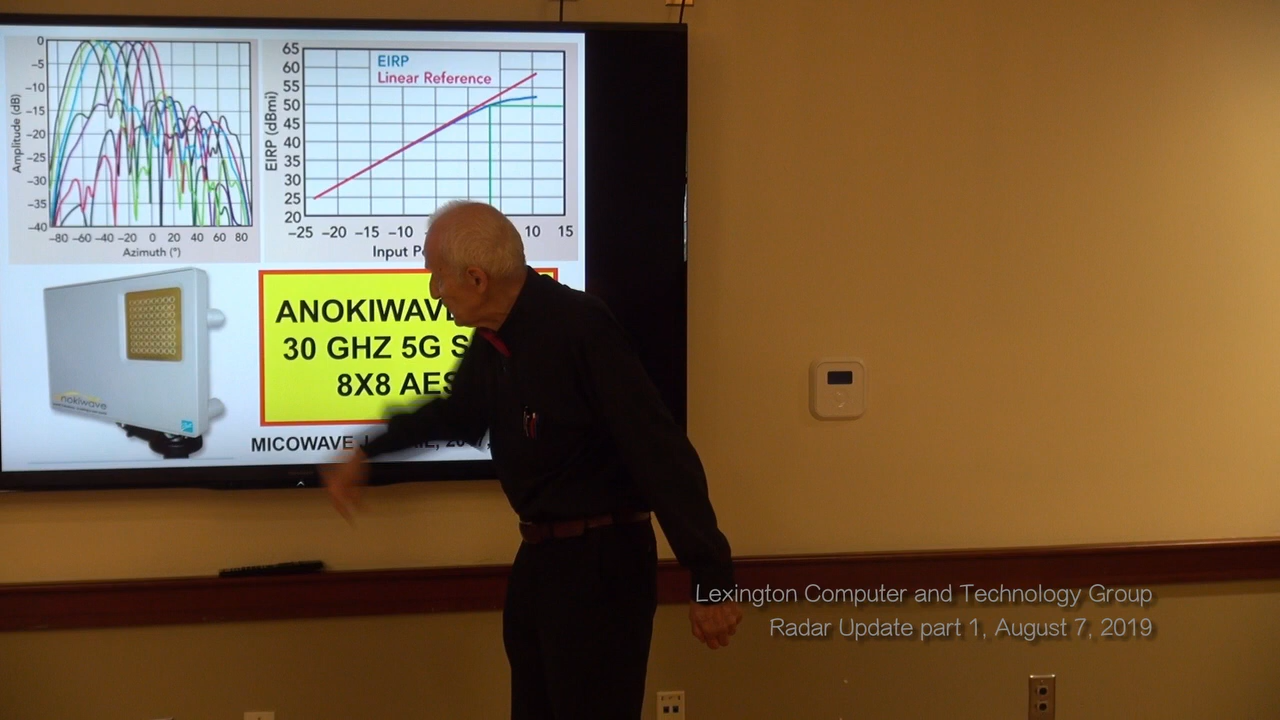 0
-5
-10
-15
-20
-25
-30
-35
-40
Amplitude (dB)
-80 -60 -40 -20 0 20 40 60 80
Azimuth (°)
65
60
55
50
45
40
35
30
25
20
EIRP (dBmi)
EIRP
Linear Reference
-25 -20 -15 -10 10 15
Input
nokiwave
ANOKIWAV
30 GHZ 5G
8X8 AES
MICOWAVE
Lexington Computer and Technology Group
Radar Update part 1, August 7, 2019